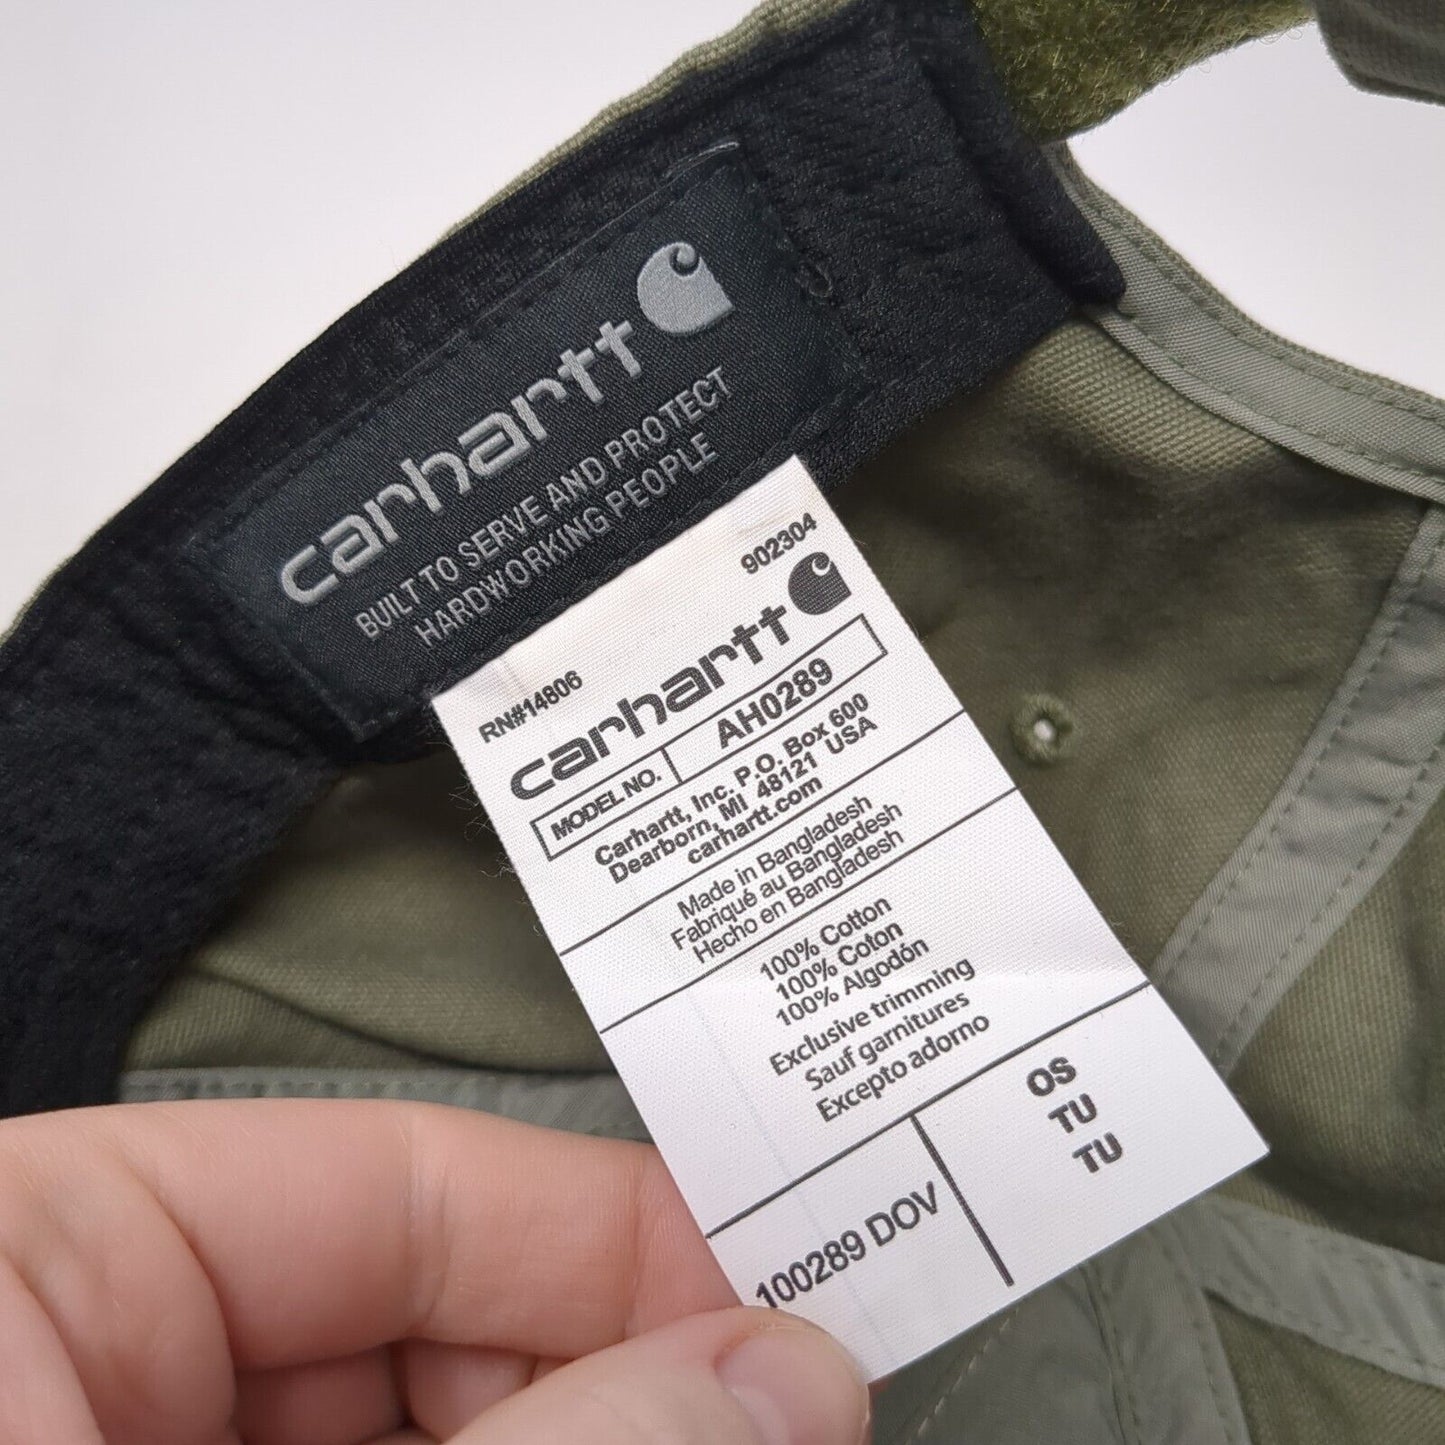 carhartt
BUILT TO SERVE AND PROTECT
HARDWORKING PEOPLE
RN#14806 902304
carhartt
MODEL NO. AH0289
Carhartt, Inc. P.O. Box 600
Dearborn, MI 48121 USA
carhartt.com
Made in Bangladesh
Fabriqué au Bangladesh
Hecho en Bangladesh
100% Cotton
100% Coton
100% Algodón
Exclusive trimming
Sauf garnitures
Excepto adorno
100289 DOV
OS
TU
TU